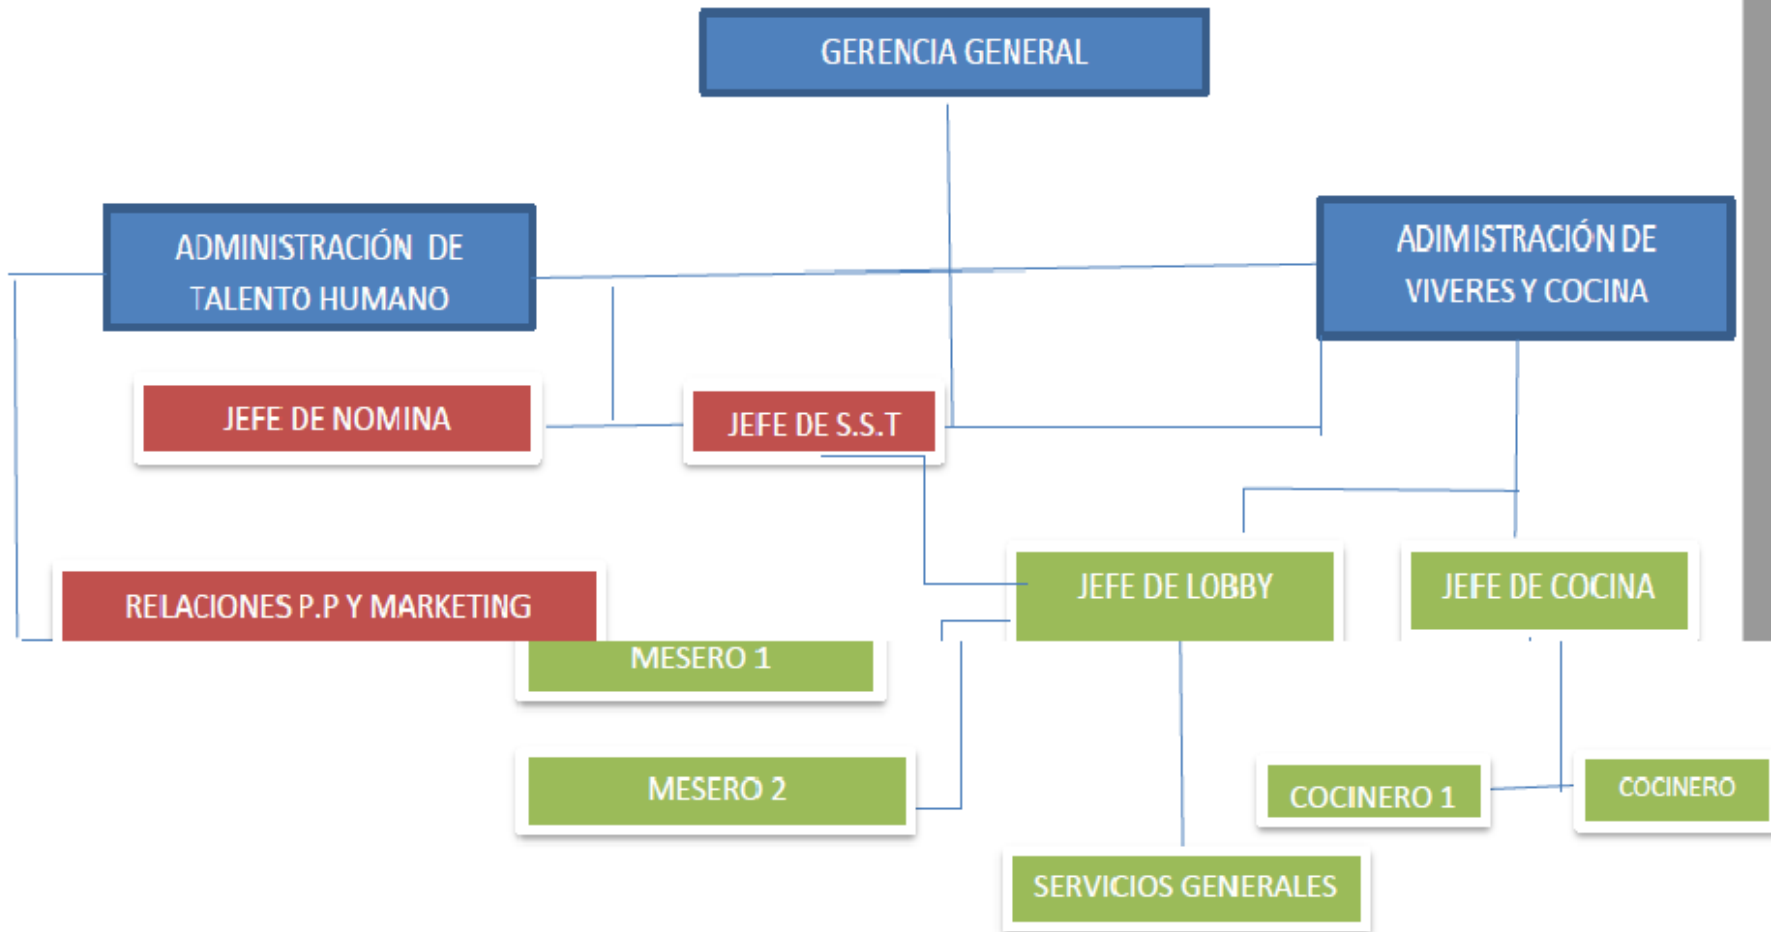 GERENCIA GENERAL
ADMINISTRACIÓN DE
TALENTO HUMANO
ADIMISTRACIÓN DE
VIVERES Y COCINA
JEFE DE NOMINA
JEFE DE S.S.T
RELACIONES P.P Y MARKETING
JEFE DE LOBBY
JEFE DE COCINA
MESERO 1
MESERO 2
COCINERO 1
COCINERO
SERVICIOS GENERALES